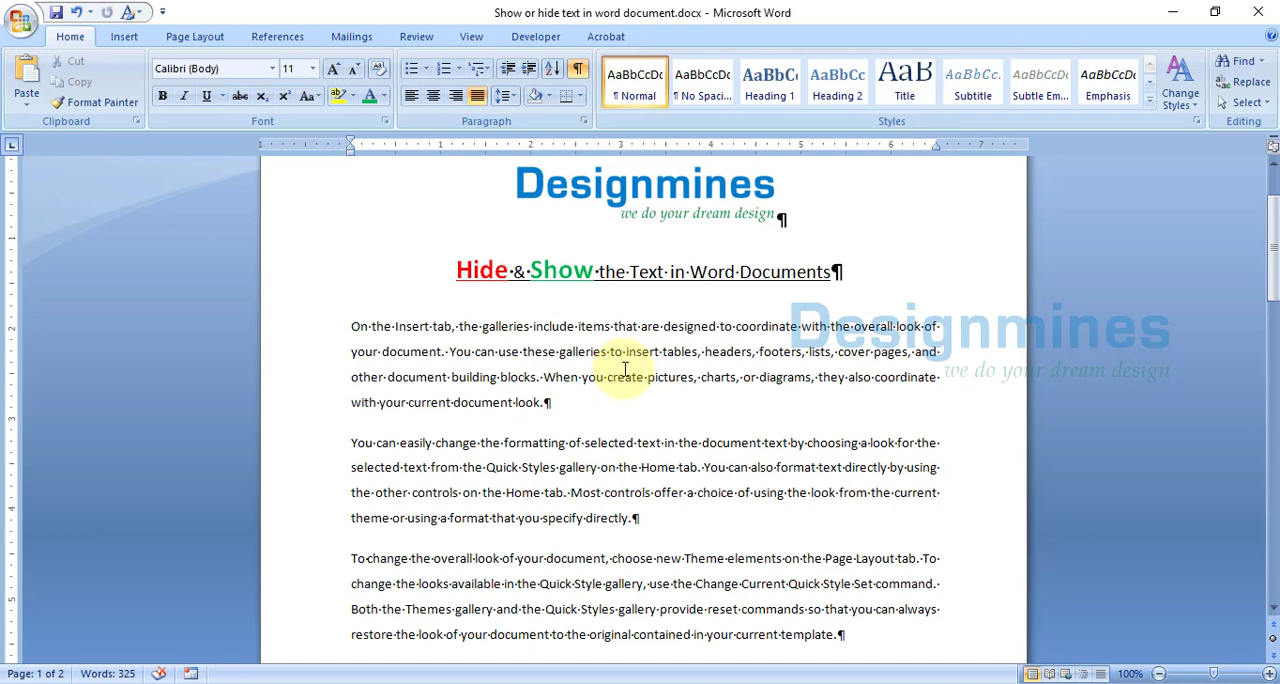 Show or hide text in word document.docx - Microsoft Word
Home Insert Page Layout References Mailings Review View Developer Acrobat
Paste
Cut
Copy
Format Painter
Clipboard
Calibri (Body) 11
Font
Paragraph
AaBbCcDc AaBbCcDc AaBbC AaBbCc AaB AaBbCc. AaBbCcDc AaBbCcDc
¶ Normal ¶ No Spaci... Heading 1 Heading 2 Title Subtitle Subtle Em... Emphasis
Styles
Change Styles
Find
Replace
Select
Editing
1 1 2 3 4 5 6 7
Designmines
we do your dream design¶
Hide·&·Show·the·Text·in·Word·Documents¶
Designmines
we do your dream design
On·the·Insert·tab,·the·galleries·include·items·that·are·designed·to·coordinate·with·the·overall·look·of·
your·document.·You·can·use·these·galleries·to·insert·tables,·headers,·footers,·lists,·cover·pages,·and·
other·document·building·blocks.·When·you·create·pictures,·charts,·or·diagrams,·they·also·coordinate·
with·your·current·document·look.¶
You·can·easily·change·the·formatting·of·selected·text·in·the·document·text·by·choosing·a·look·for·the·
selected·text·from·the·Quick·Styles·gallery·on·the·Home·tab.·You·can·also·format·text·directly·by·using·
the·other·controls·on·the·Home·tab.·Most·controls·offer·a·choice·of·using·the·look·from·the·current·
theme·or·using·a·format·that·you·specify·directly.¶
To·change·the·overall·look·of·your·document,·choose·new·Theme·elements·on·the·Page·Layout·tab.·To·
change·the·looks·available·in·the·Quick·Style·gallery,·use·the·Change·Current·Quick·Style·Set·command.·
Both·the·Themes·gallery·and·the·Quick·Styles·gallery·provide·reset·commands·so·that·you·can·always·
restore·the·look·of·your·document·to·the·original·contained·in·your·current·template.¶
Page: 1 of 2 Words: 325 100%